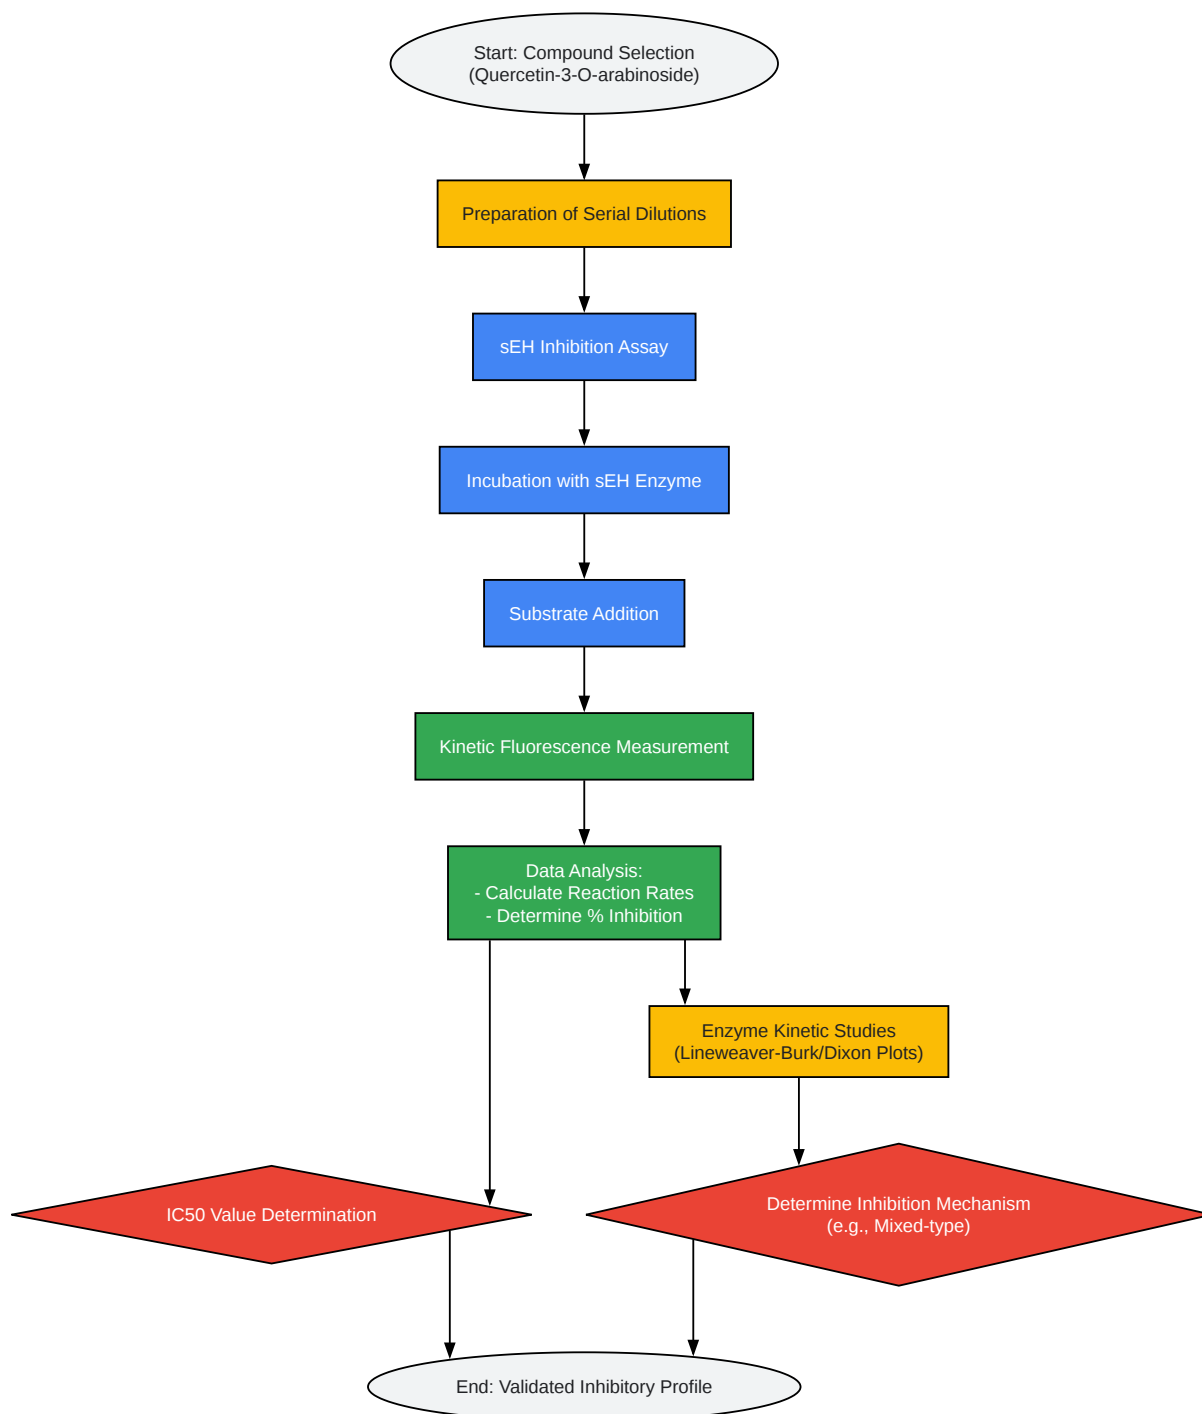 Start: Compound Selection
(Quercetin-3-O-arabinoside)
Preparation of Serial Dilutions
sEH Inhibition Assay
Incubation with sEH Enzyme
Substrate Addition
Kinetic Fluorescence Measurement
Data Analysis:
- Calculate Reaction Rates
- Determine % Inhibition
Enzyme Kinetic Studies
(Lineweaver-Burk/Dixon Plots)
IC50 Value Determination
Determine Inhibition Mechanism
(e.g., Mixed-type)
End: Validated Inhibitory Profile